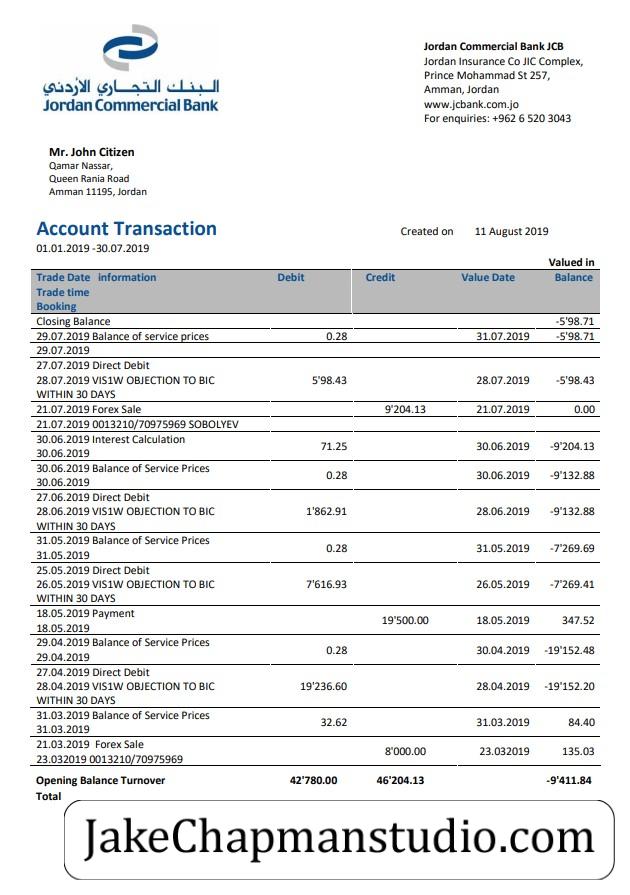 البنك التجاري الأردني
Jordan Commercial Bank
Jordan Commercial Bank JCB
Jordan Insurance Co JIC Complex,
Prince Mohammad St 257,
Amman, Jordan
www.jcbank.com.jo
For enquiries: +962 6 520 3043
Mr. John Citizen
Qamar Nassar,
Queen Rania Road
Amman 11195, Jordan
Account Transaction
Created on 11 August 2019
01.01.2019 -30.07.2019
Valued in
Trade Date information Debit Credit Value Date Balance
Trade time
Booking
Closing Balance -5'98.71
29.07.2019 Balance of service prices 0.28 31.07.2019 -5'98.71
29.07.2019
27.07.2019 Direct Debit
28.07.2019 VIS1W OBJECTION TO BIC 5'98.43 28.07.2019 -5'98.43
WITHIN 30 DAYS
21.07.2019 Forex Sale 9'204.13 21.07.2019 0.00
21.07.2019 0013210/70975969 SOBOLYEV
30.06.2019 Interest Calculation
30.06.2019 71.25 30.06.2019 -9'204.13
30.06.2019 Balance of Service Prices
30.06.2019 0.28 30.06.2019 -9'132.88
27.06.2019 Direct Debit
28.06.2019 VIS1W OBJECTION TO BIC 1'862.91 28.06.2019 -9'132.88
WITHIN 30 DAYS
31.05.2019 Balance of Service Prices
31.05.2019 0.28 31.05.2019 -7'269.69
25.05.2019 Direct Debit
26.05.2019 VIS1W OBJECTION TO BIC 7'616.93 26.05.2019 -7'269.41
WITHIN 30 DAYS
18.05.2019 Payment
18.05.2019 19'500.00 18.05.2019 347.52
29.04.2019 Balance of Service Prices
29.04.2019 0.28 30.04.2019 -19'152.48
27.04.2019 Direct Debit
28.04.2019 VIS1W OBJECTION TO BIC 19'236.60 28.04.2019 -19'152.20
WITHIN 30 DAYS
31.03.2019 Balance of Service Prices
31.03.2019 32.62 31.03.2019 84.40
21.03.2019 Forex Sale
23.032019 0013210/70975969 8'000.00 23.032019 135.03
Opening Balance Turnover 42'780.00 46'204.13 -9'411.84
Total
JakeChapmanstudio.com